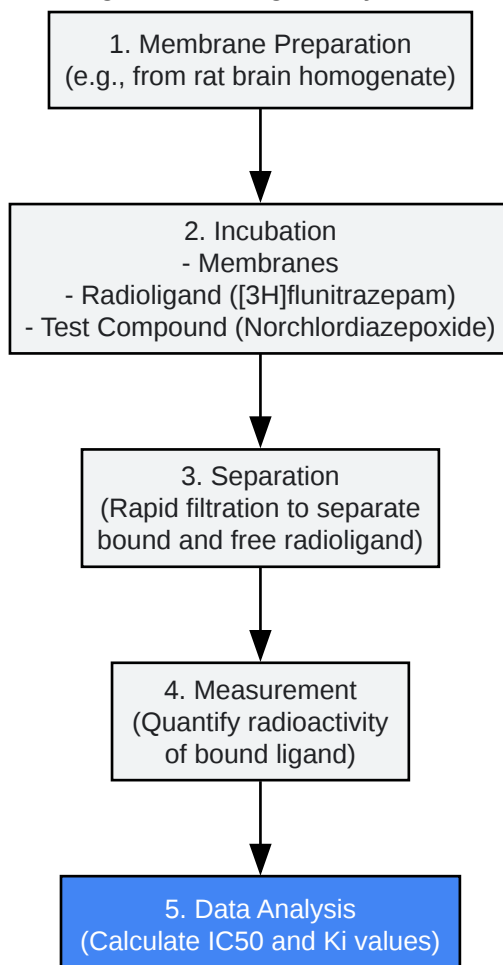 1. Membrane Preparation
(e.g., from rat brain homogenate)
2. Incubation
- Membranes
- Radioligand ([3H]flunitrazepam)
- Test Compound (Norchlordiazepoxide)
3. Separation
(Rapid filtration to separate
bound and free radioligand)
4. Measurement
(Quantify radioactivity
of bound ligand)
5. Data Analysis
(Calculate IC50 and Ki values)